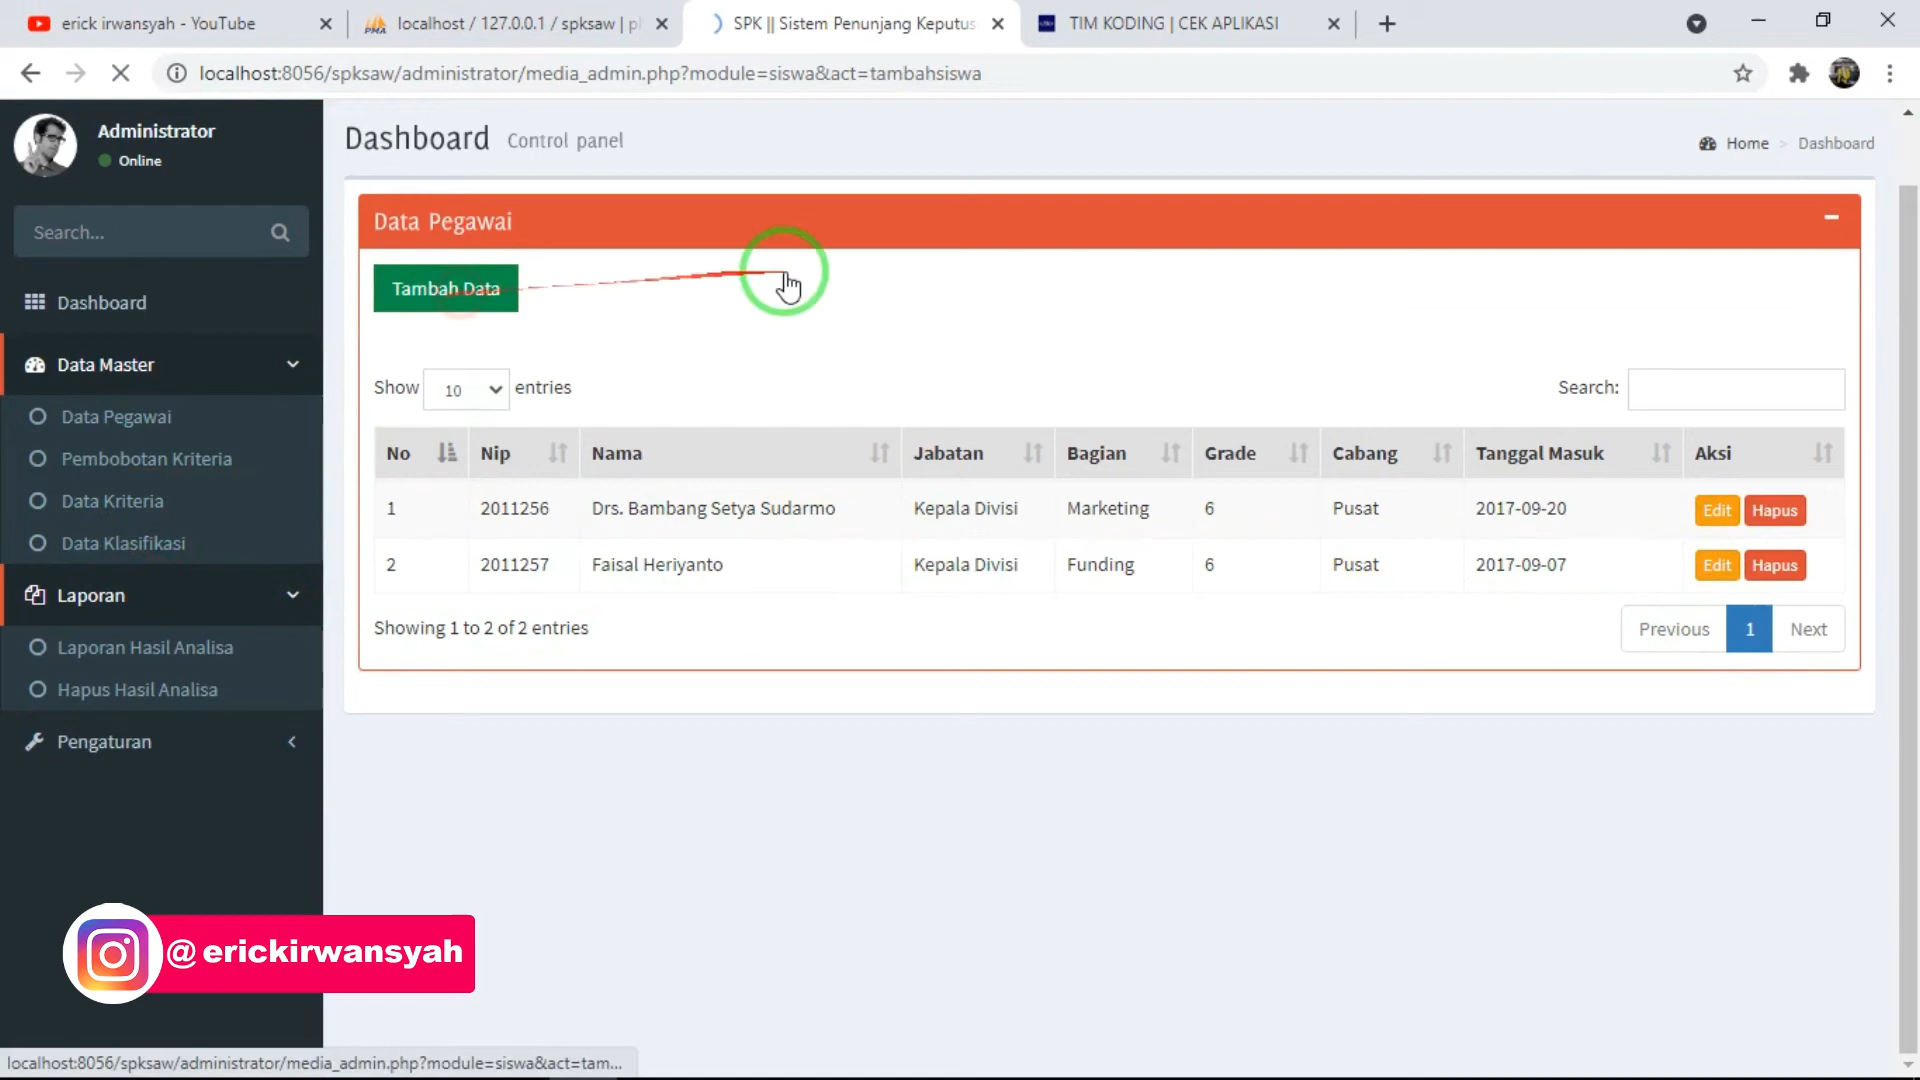 erick irwansyah - YouTube
localhost / 127.0.0.1 / spksaw | p
SPK || Sistem Penunjang Keputus
TIM KODING | CEK APLIKASI
localhost:8056/spksaw/administrator/media_admin.php?module=siswa&act=tambahsiswa
Administrator
Online
Search...
Dashboard
Data Master
Data Pegawai
Pembobotan Kriteria
Data Kriteria
Data Klasifikasi
Laporan
Laporan Hasil Analisa
Hapus Hasil Analisa
Pengaturan
Dashboard Control panel
Home > Dashboard
Data Pegawai
Tambah Data
Show 10 entries
Search:
No Nip Nama Jabatan Bagian Grade Cabang Tanggal Masuk Aksi
1 2011256 Drs. Bambang Setya Sudarmo Kepala Divisi Marketing 6 Pusat 2017-09-20 Edit Hapus
2 2011257 Faisal Heriyanto Kepala Divisi Funding 6 Pusat 2017-09-07 Edit Hapus
Showing 1 to 2 of 2 entries
Previous 1 Next
@erickirwansyah
localhost:8056/spksaw/administrator/media_admin.php?module=siswa&act=tam...